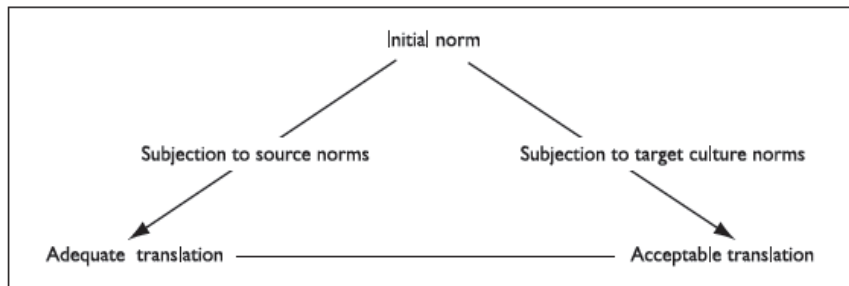 Initial norm
Subjection to source norms
Subjection to target culture norms
Adequate translation
Acceptable translation